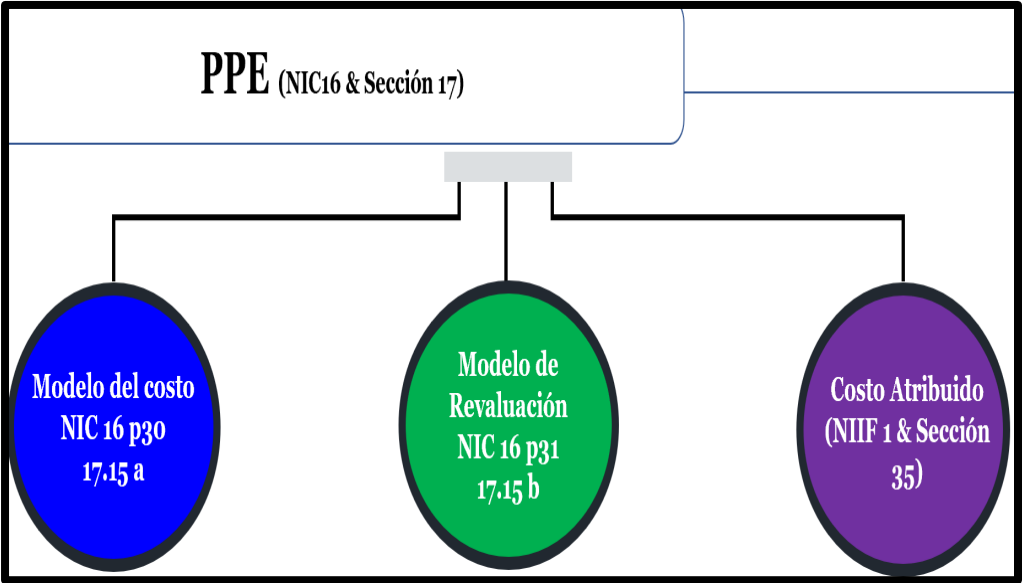 PPE (NIC16 & Sección 17)
Modelo del costo
NIC 16 p30
17.15 a
Modelo de
Revaluación
NIC 16 p31
17.15 b
Costo Atribuido
(NIIF 1 & Sección
35)